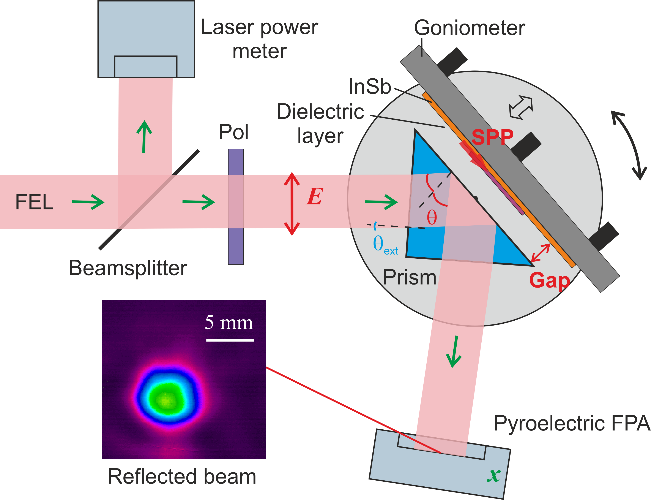 Laser power
meter
Goniometer
InSb
Dielectric
layer
SPP
Pol
FEL
E
θ
θext
Beamsplitter
Prism
Gap
5 mm
Pyroelectric FPA
x
Reflected beam